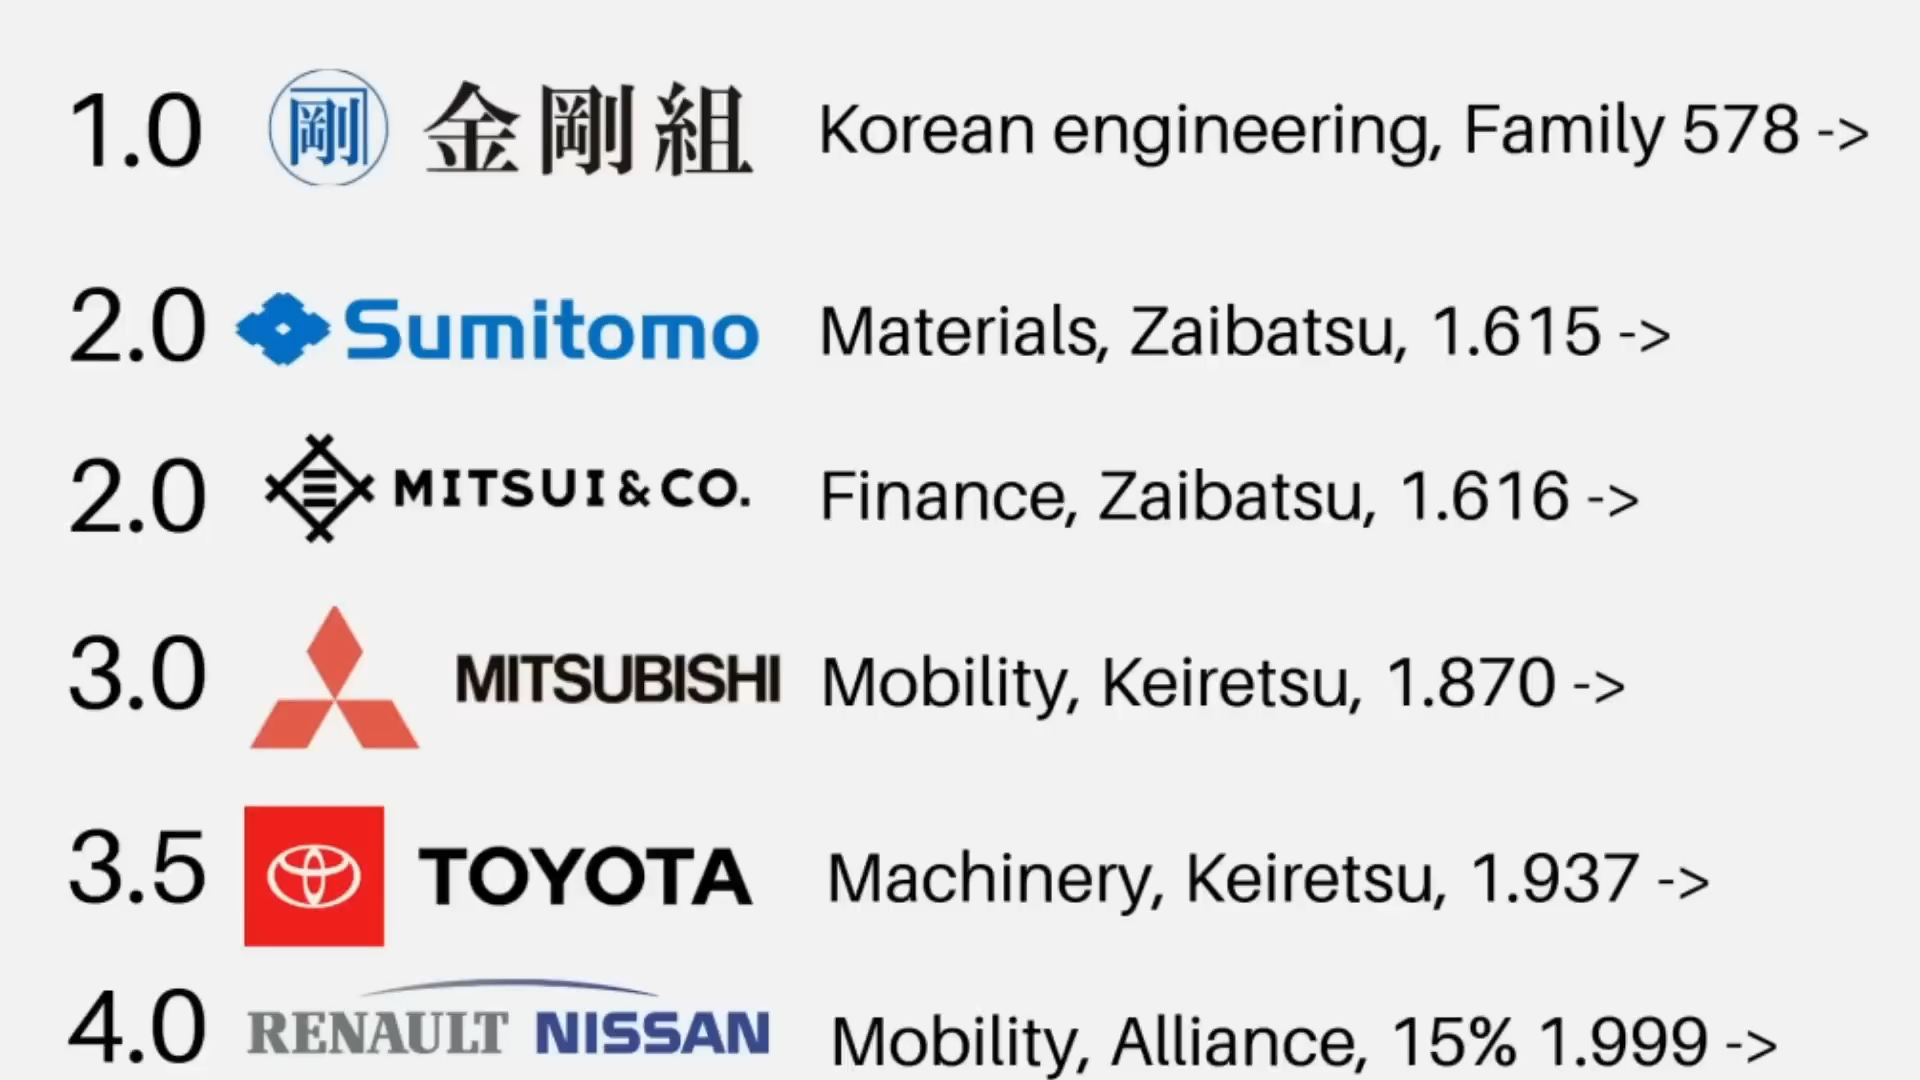 1.0 剛 金剛組 Korean engineering, Family 578 ->
2.0 Sumitomo Materials, Zaibatsu, 1.615 ->
2.0 MITSUI & CO. Finance, Zaibatsu, 1.616 ->
3.0 MITSUBISHI Mobility, Keiretsu, 1.870 ->
3.5 TOYOTA Machinery, Keiretsu, 1.937 ->
4.0 RENAULT NISSAN Mobility, Alliance, 15% 1.999 ->